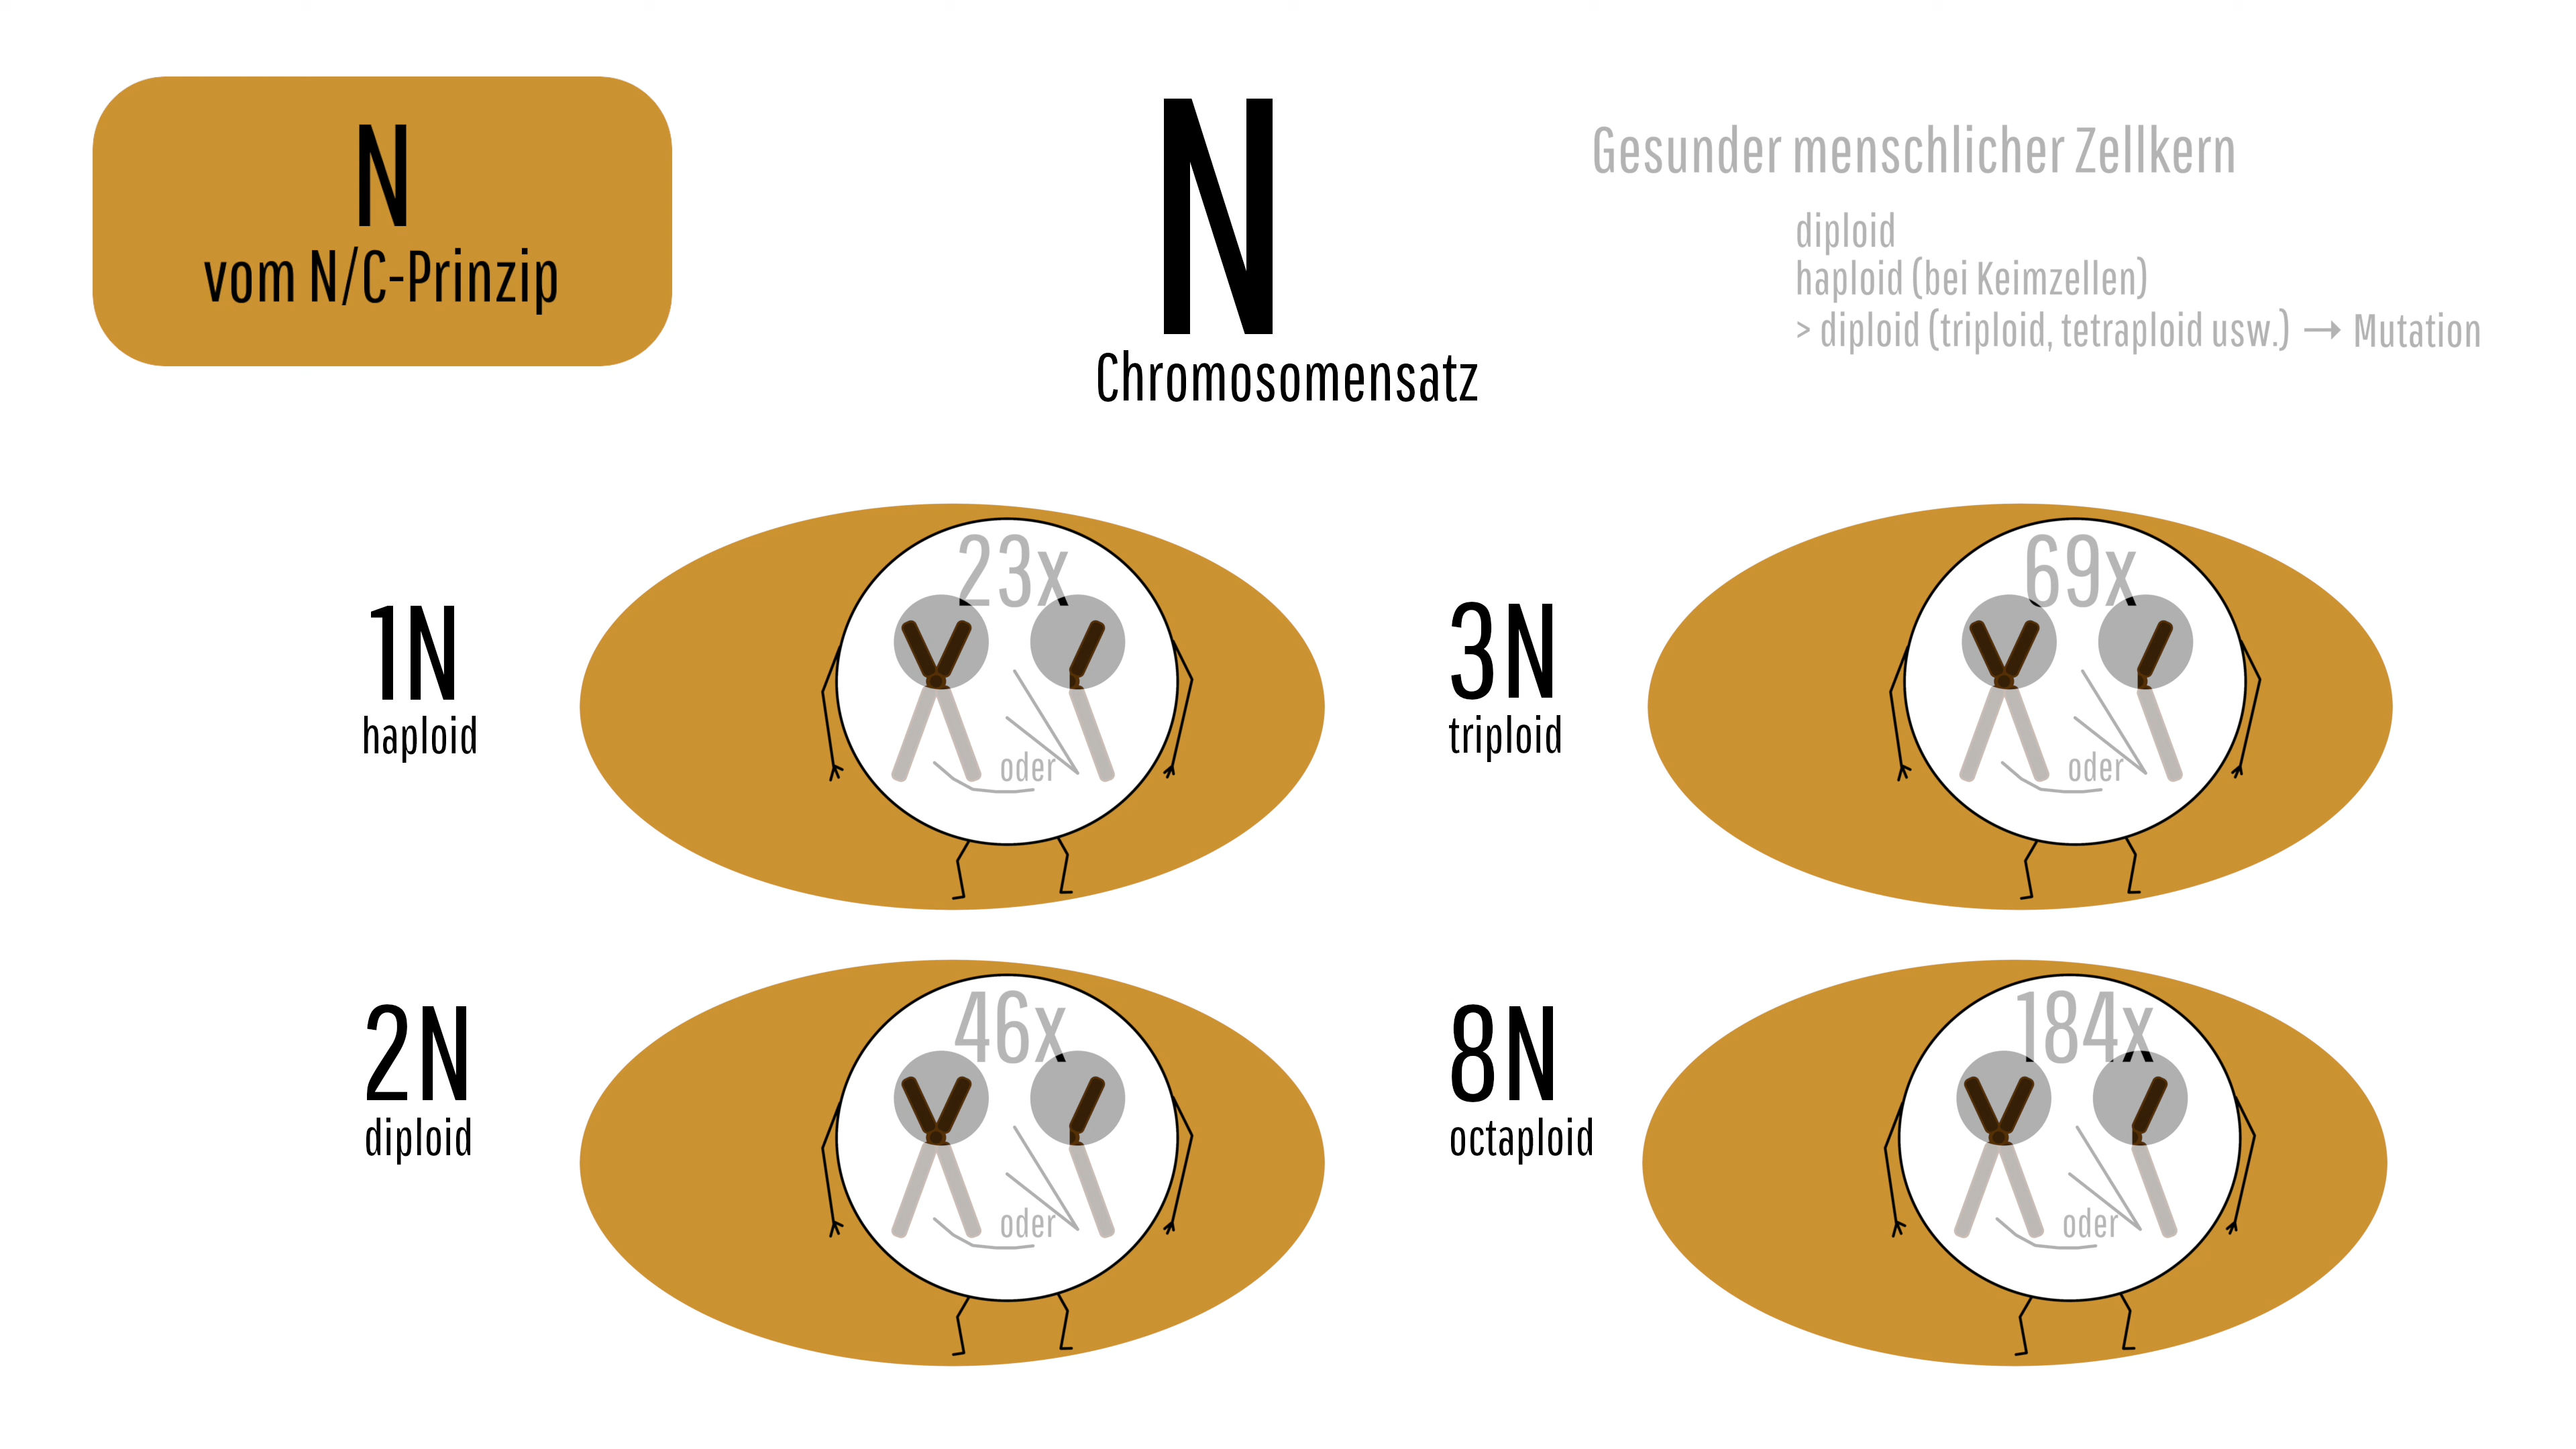 N
vom N/C-Prinzip
N
Chromosomensatz
Gesunder menschlicher Zellkern
diploid
haploid (bei Keimzellen)
> diploid (triploid, tetraploid usw.) → Mutation
1N
haploid
23x
oder
3N
triploid
69x
oder
2N
diploid
46x
oder
8N
octaploid
184x
oder